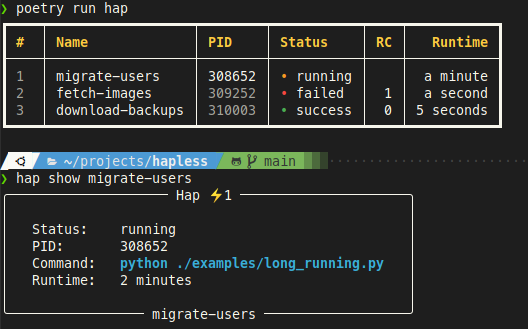 ❯ poetry run hap
# Name PID Status RC Runtime
1 migrate-users 308652 • running a minute
2 fetch-images 309252 • failed 1 a second
3 download-backups 310003 • success 0 5 seconds
~/projects/hapless main
❯ hap show migrate-users
Hap ⚡1
Status: running
PID: 308652
Command: python ./examples/long_running.py
Runtime: 2 minutes
migrate-users